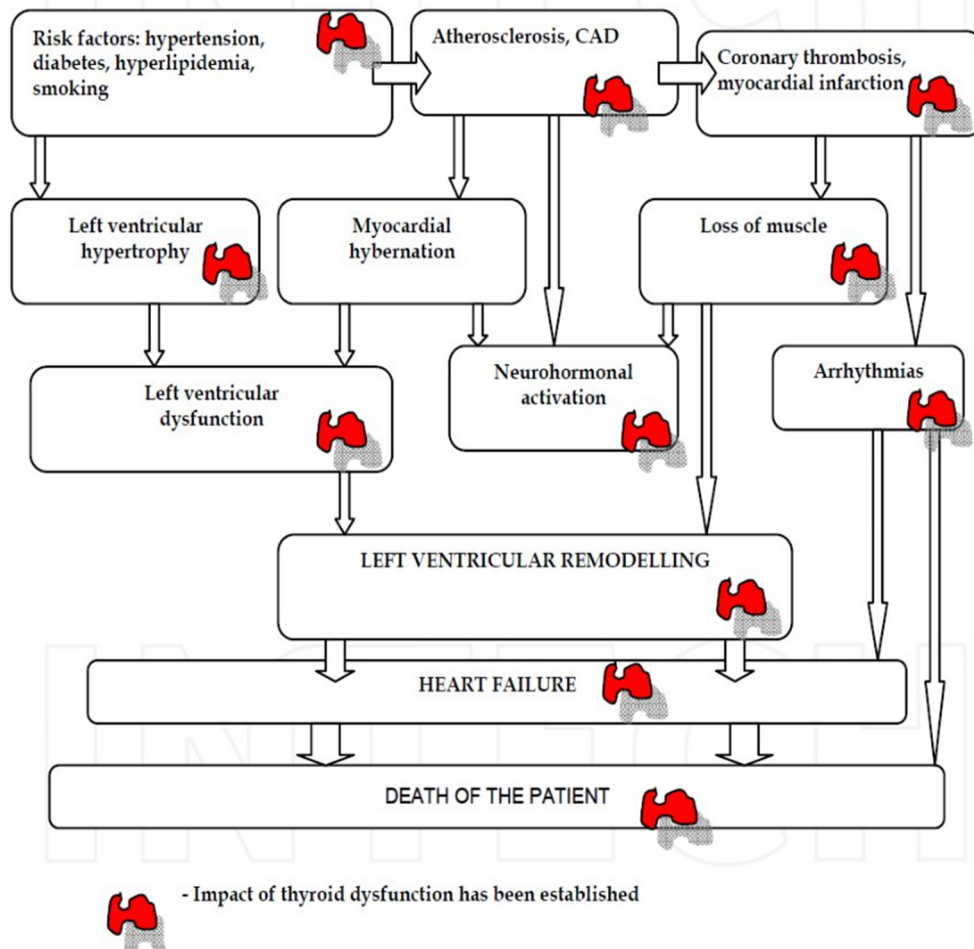 Risk factors: hypertension,
diabetes, hyperlipidemia,
smoking
Atherosclerosis, CAD
Coronary thrombosis,
myocardial infarction
Left ventricular
hypertrophy
Myocardial
hybernation
Loss of muscle
Left ventricular
dysfunction
Neurohormonal
activation
Arrhythmias
LEFT VENTRICULAR REMODELLING
HEART FAILURE
DEATH OF THE PATIENT
- Impact of thyroid dysfunction has been established
INTECH
INTECH